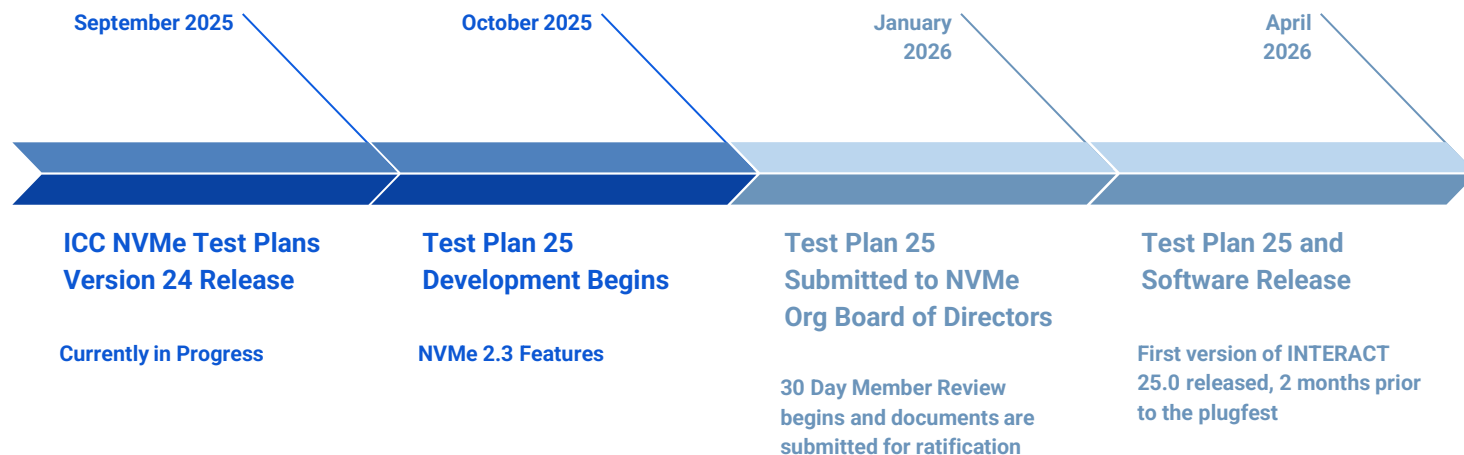 September 2025
October 2025
January
2026
April
2026
ICC NVMe Test Plans
Version 24 Release
Currently in Progress
Test Plan 25
Development Begins
NVMe 2.3 Features
Test Plan 25
Submitted to NVMe
Org Board of Directors
30 Day Member Review
begins and documents are
submitted for ratification
Test Plan 25 and
Software Release
First version of INTERACT
25.0 released, 2 months prior
to the plugfest